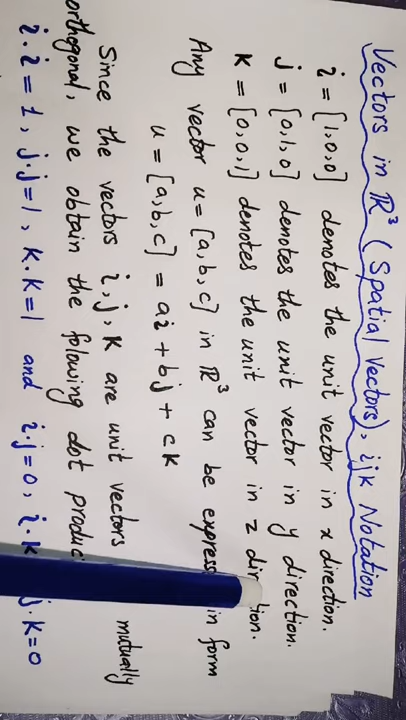 Vectors in ℝ³ (Spatial Vectors), ijk Notation
i = [1,0,0] denotes the unit vector in x direction.
j = [0,1,0] denotes the unit vector in y direction.
K = [0,0,1] denotes the unit vector in z
Any vector u = [a,b,c] in ℝ³ can be in form
u = [a,b,c] = ai + bj + cK
Since the vectors i, j, K are unit vectors mutually
orthogonal, we obtain the folowing dot
i.i = 1, j.j = 1, K.K = 1 and i.j = 0, i.K j.K = 0